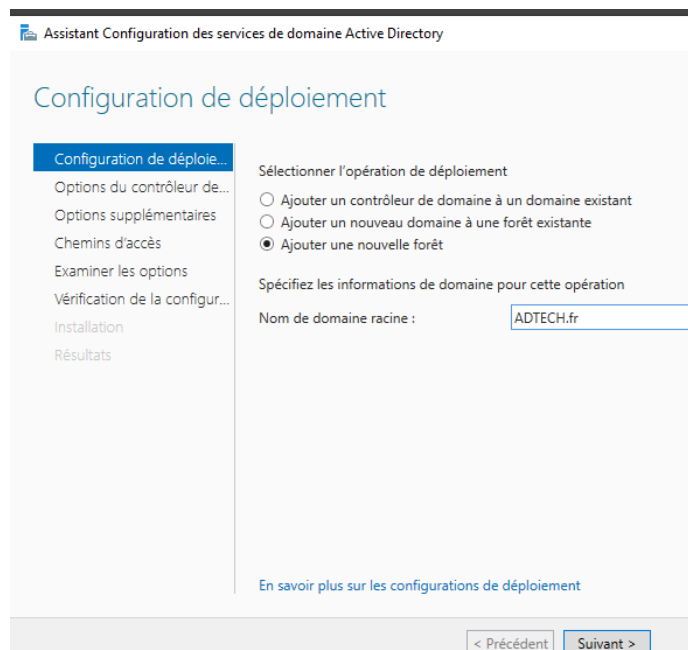 Assistant Configuration des services de domaine Active Directory
Configuration de déploiement
Configuration de déploie...
Options du contrôleur de...
Options supplémentaires
Chemins d'accès
Examiner les options
Vérification de la configur...
Installation
Résultats
Sélectionner l'opération de déploiement
Ajouter un contrôleur de domaine à un domaine existant
Ajouter un nouveau domaine à une forêt existante
Ajouter une nouvelle forêt
Spécifiez les informations de domaine pour cette opération
Nom de domaine racine : ADTECH.fr
En savoir plus sur les configurations de déploiement
< Précédent Suivant >